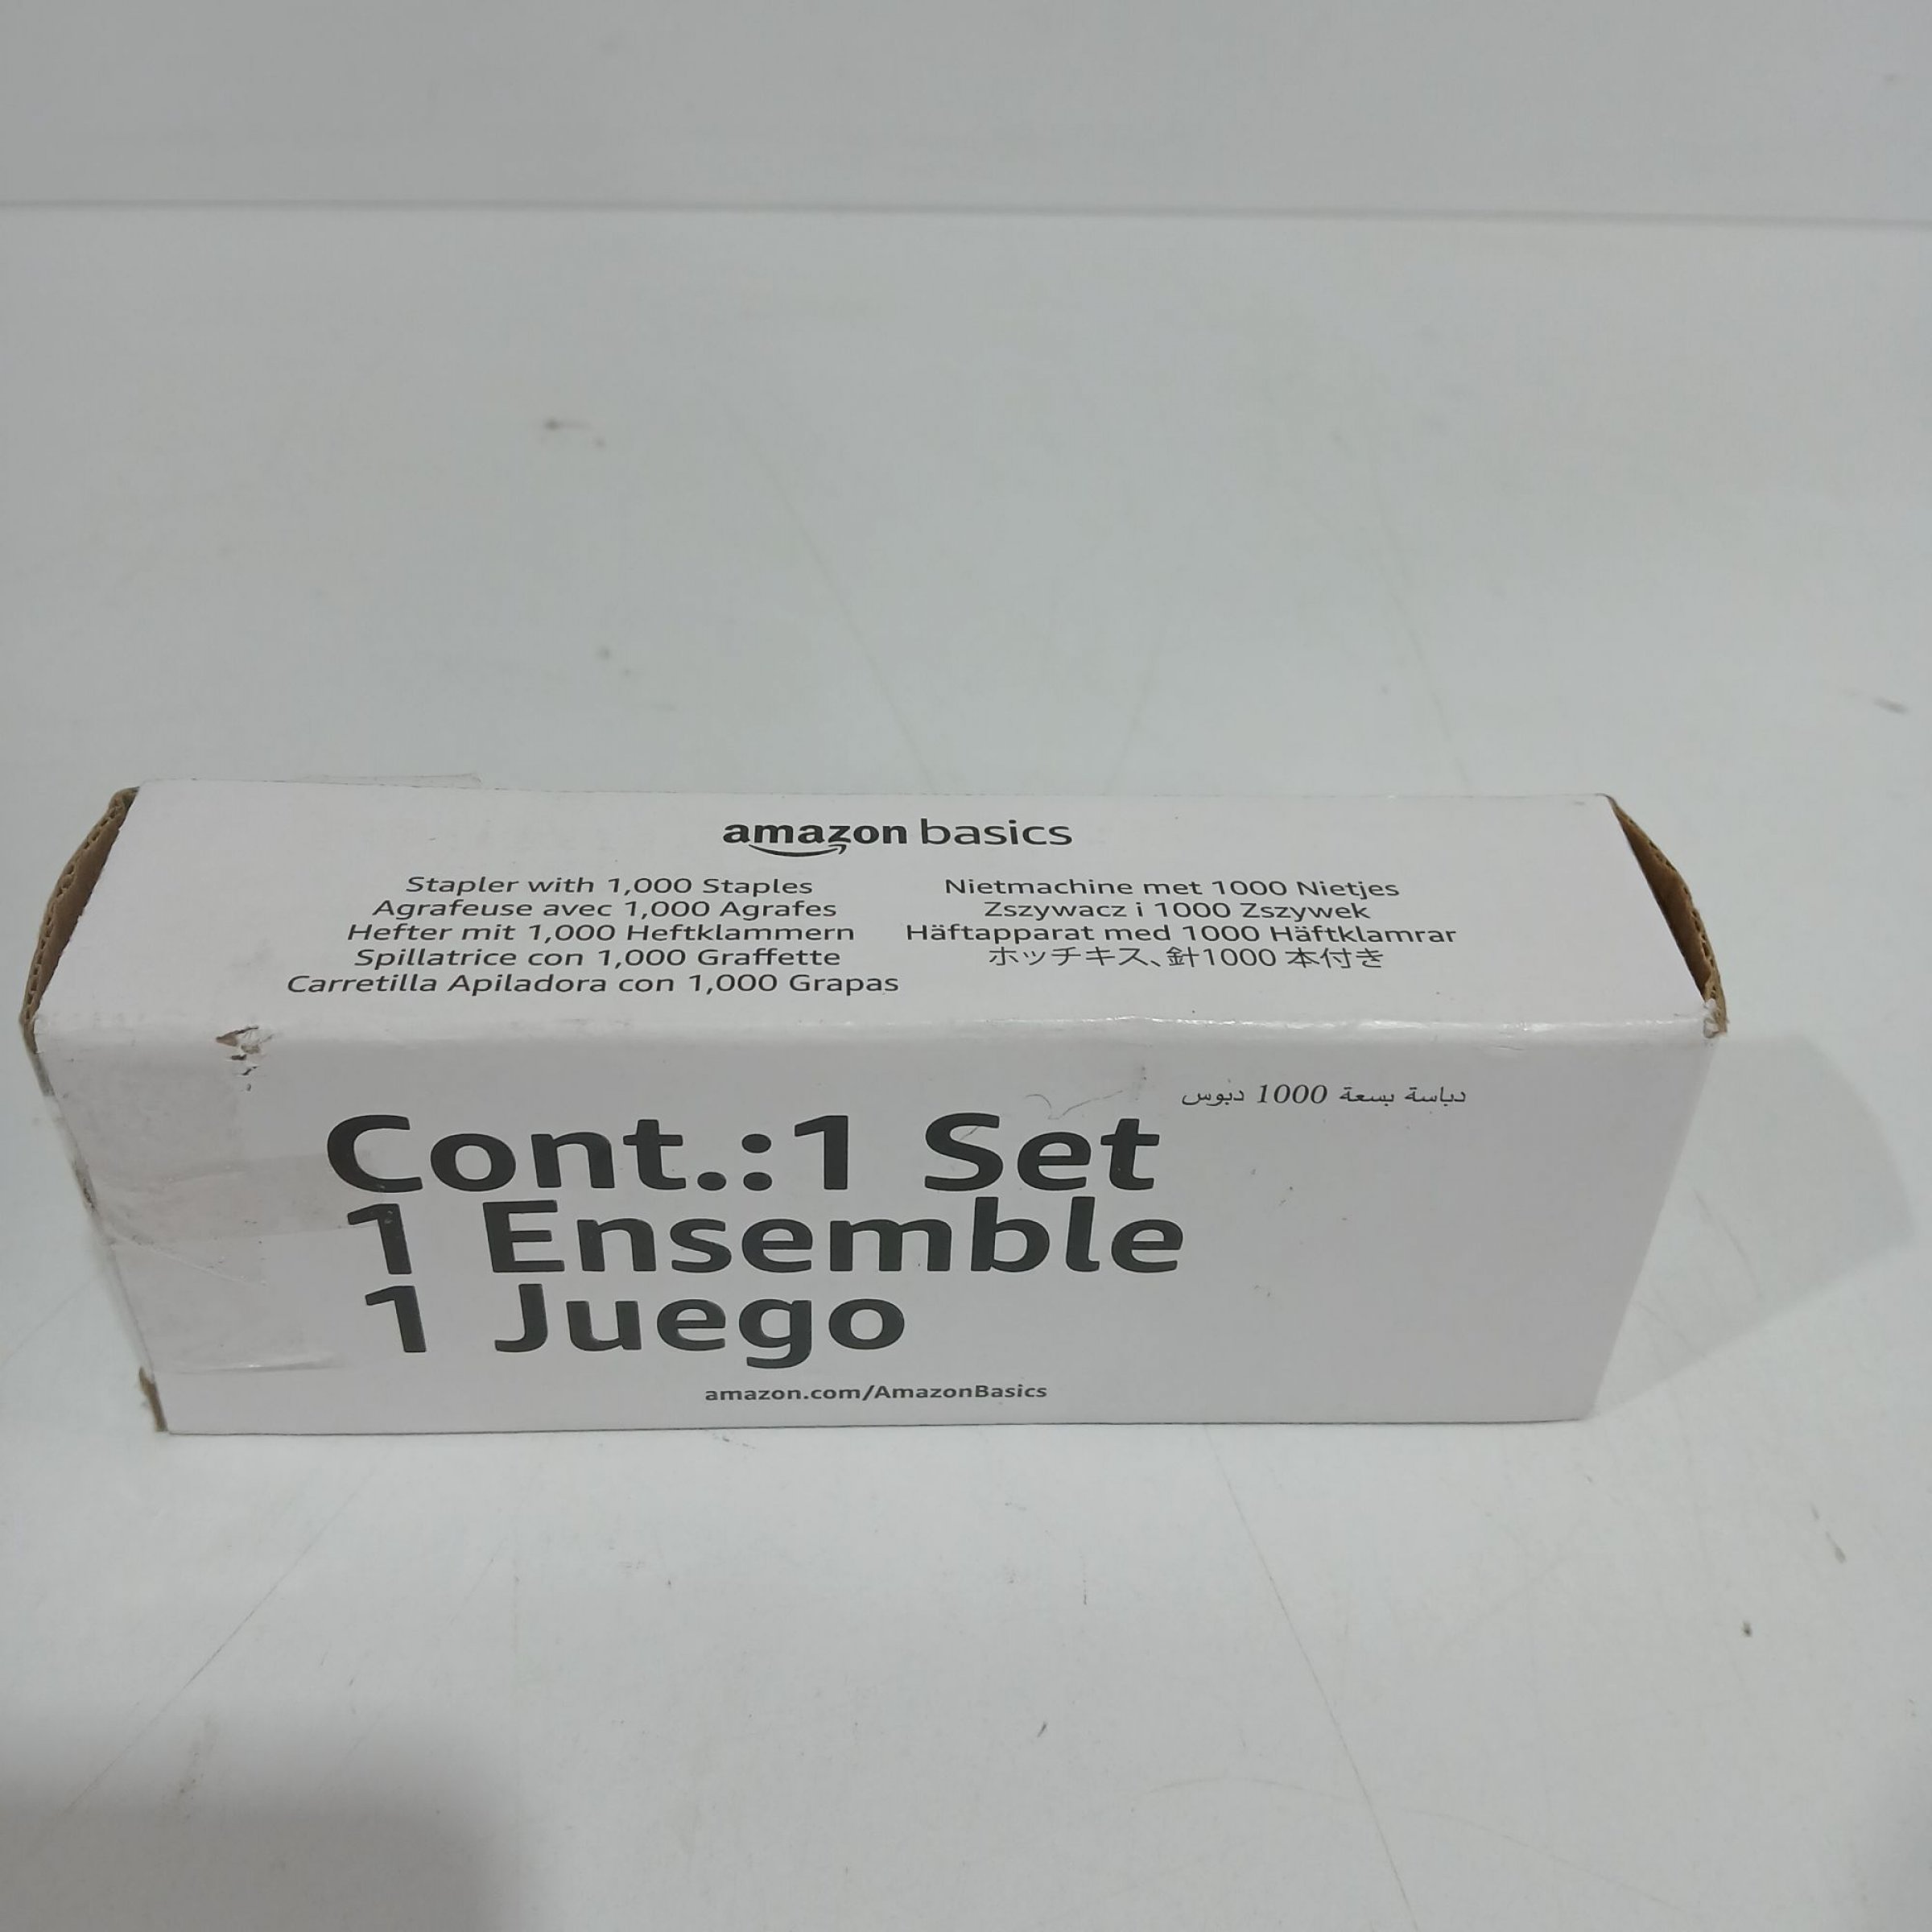 amazon basics
Stapler with 1,000 Staples
Agrafeuse avec 1,000 Agrafes
Hefter mit 1,000 Heftklammern
Spillatrice con 1,000 Graffette
Carretilla Apiladora con 1,000 Grapas
Nietmachine met 1000 Nietjes
Zszywacz i 1000 Zszywek
Häftapparat med 1000 Häftklamrar
ホッチキス、針1000 本付き
دباسة بسعة 1000 دبوس
Cont.:1 Set
1 Ensemble
1 Juego
amazon.com/AmazonBasics